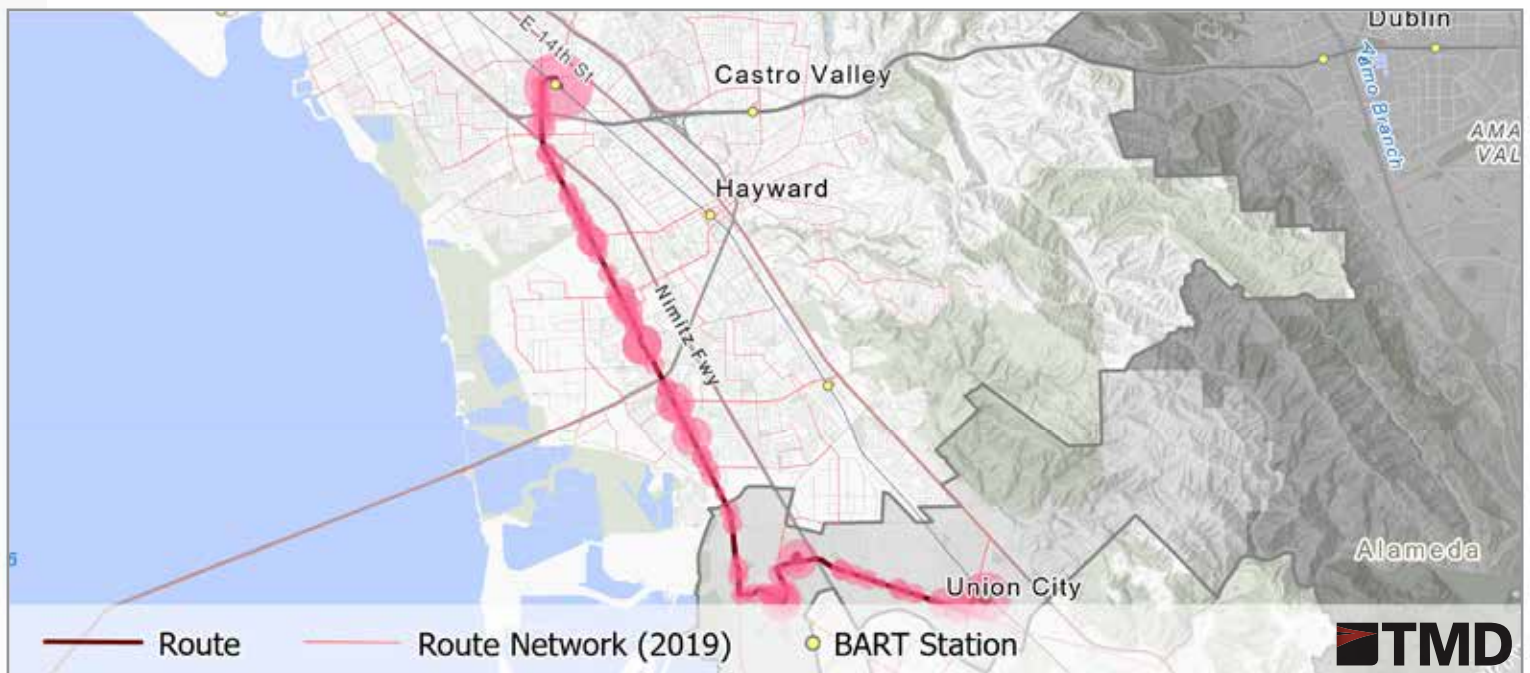 Dublin
E 14th St
Castro Valley
Alamo Branch
AMA
VAL
Hayward
Nimitz Fwy
Alameda
Union City
Route
Route Network (2019)
BART Station
TMD